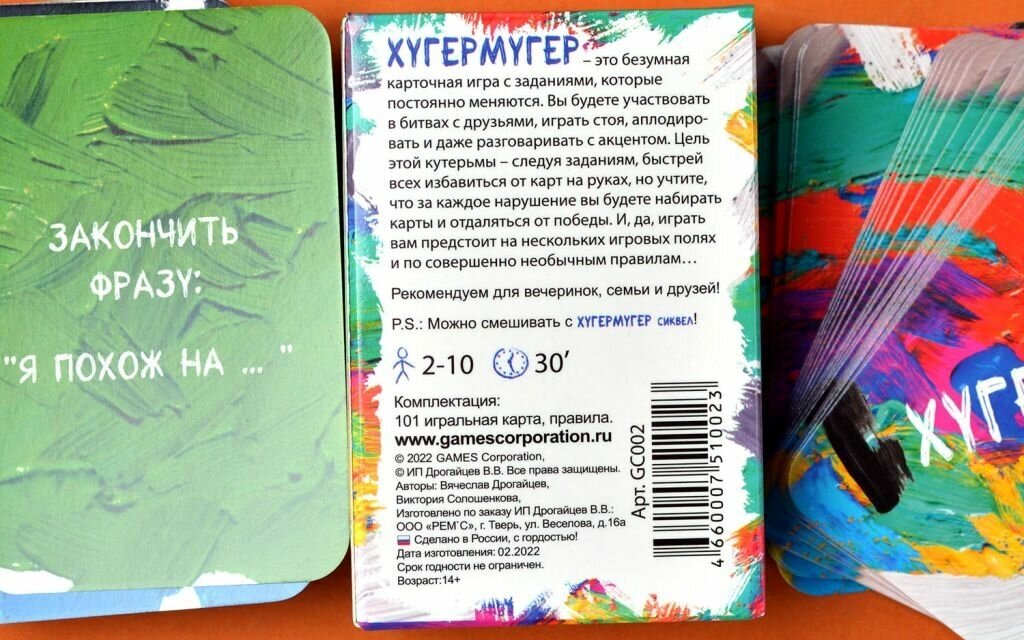 ЗАКОНЧИТЬ
ФРАЗУ:
"Я ПОХОЖ НА ..."
ХУГЕРМУГЕР – это безумная
карточная игра с заданиями, которые
постоянно меняются. Вы будете участвовать
в битвах с друзьями, играть стоя, аплодиро-
вать и даже разговаривать с акцентом. Цель
этой кутерьмы – следуя заданиям, быстрей
всех избавиться от карт на руках, но учтите,
что за каждое нарушение вы будете набирать
карты и отдаляться от победы. И, да, играть
вам предстоит на нескольких игровых полях
и по совершенно необычным правилам...
Рекомендуем для вечеринок, семьи и друзей!
P.S.: Можно смешивать с ХУГЕРМУГЕР СИКВЕЛ!
2-10 30’
Комплектация:
101 игральная карта, правила.
www.gamescorporation.ru
© 2022 GAMES Corporation,
© ИП Дрогайцев В.В. Все права защищены.
Авторы: Вячеслав Дрогайцев,
Виктория Солошенкова,
Изготовлено по заказу ИП Дрогайцев В.В.:
ООО «РЕМ`С», г. Тверь, ул. Веселова, д.16а
Сделано в России, с гордостью!
Дата изготовления: 02.2022
Срок годности не ограничен.
Возраст:14+
Арт. GC002
4 660007 510023
ХУГЕ